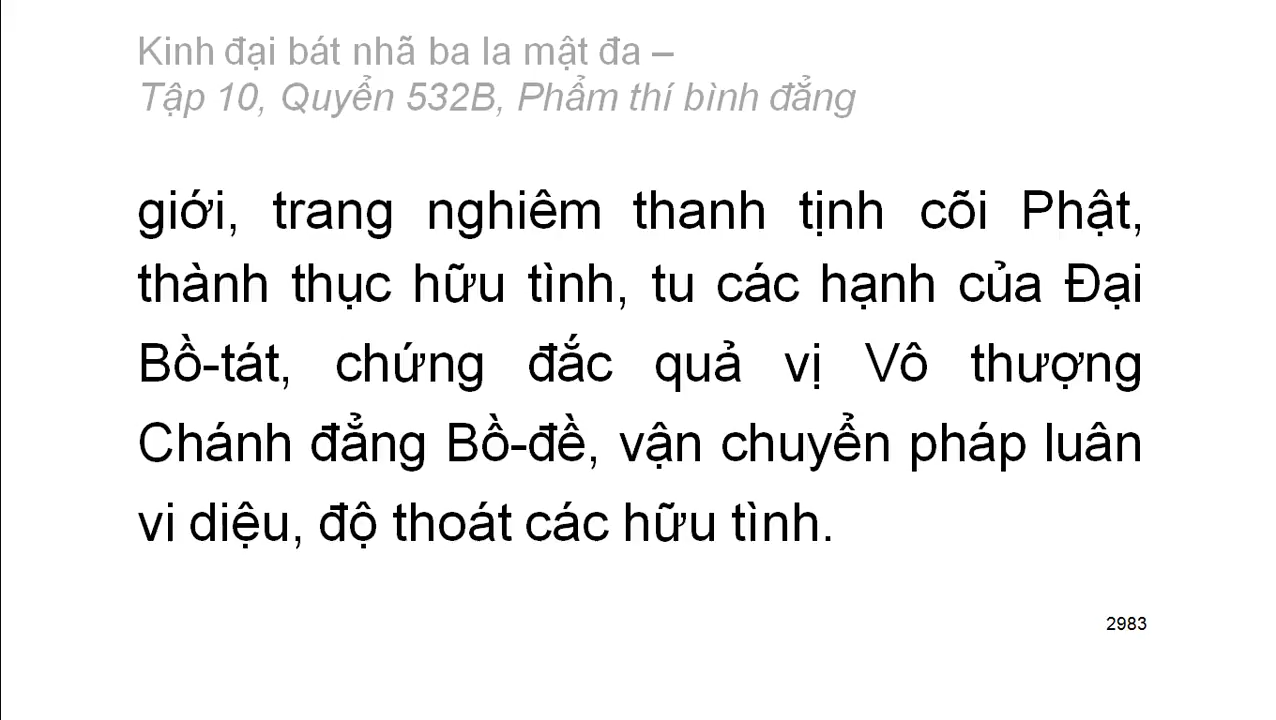 Kinh đại bát nhã ba la mật đa –
Tập 10, Quyển 532B, Phẩm thí bình đẳng
giới, trang nghiêm thanh tịnh cõi Phật,
thành thục hữu tình, tu các hạnh của Đại
Bồ-tát, chứng đắc quả vị Vô thượng
Chánh đẳng Bồ-đề, vận chuyển pháp luân
vi diệu, độ thoát các hữu tình.
2983